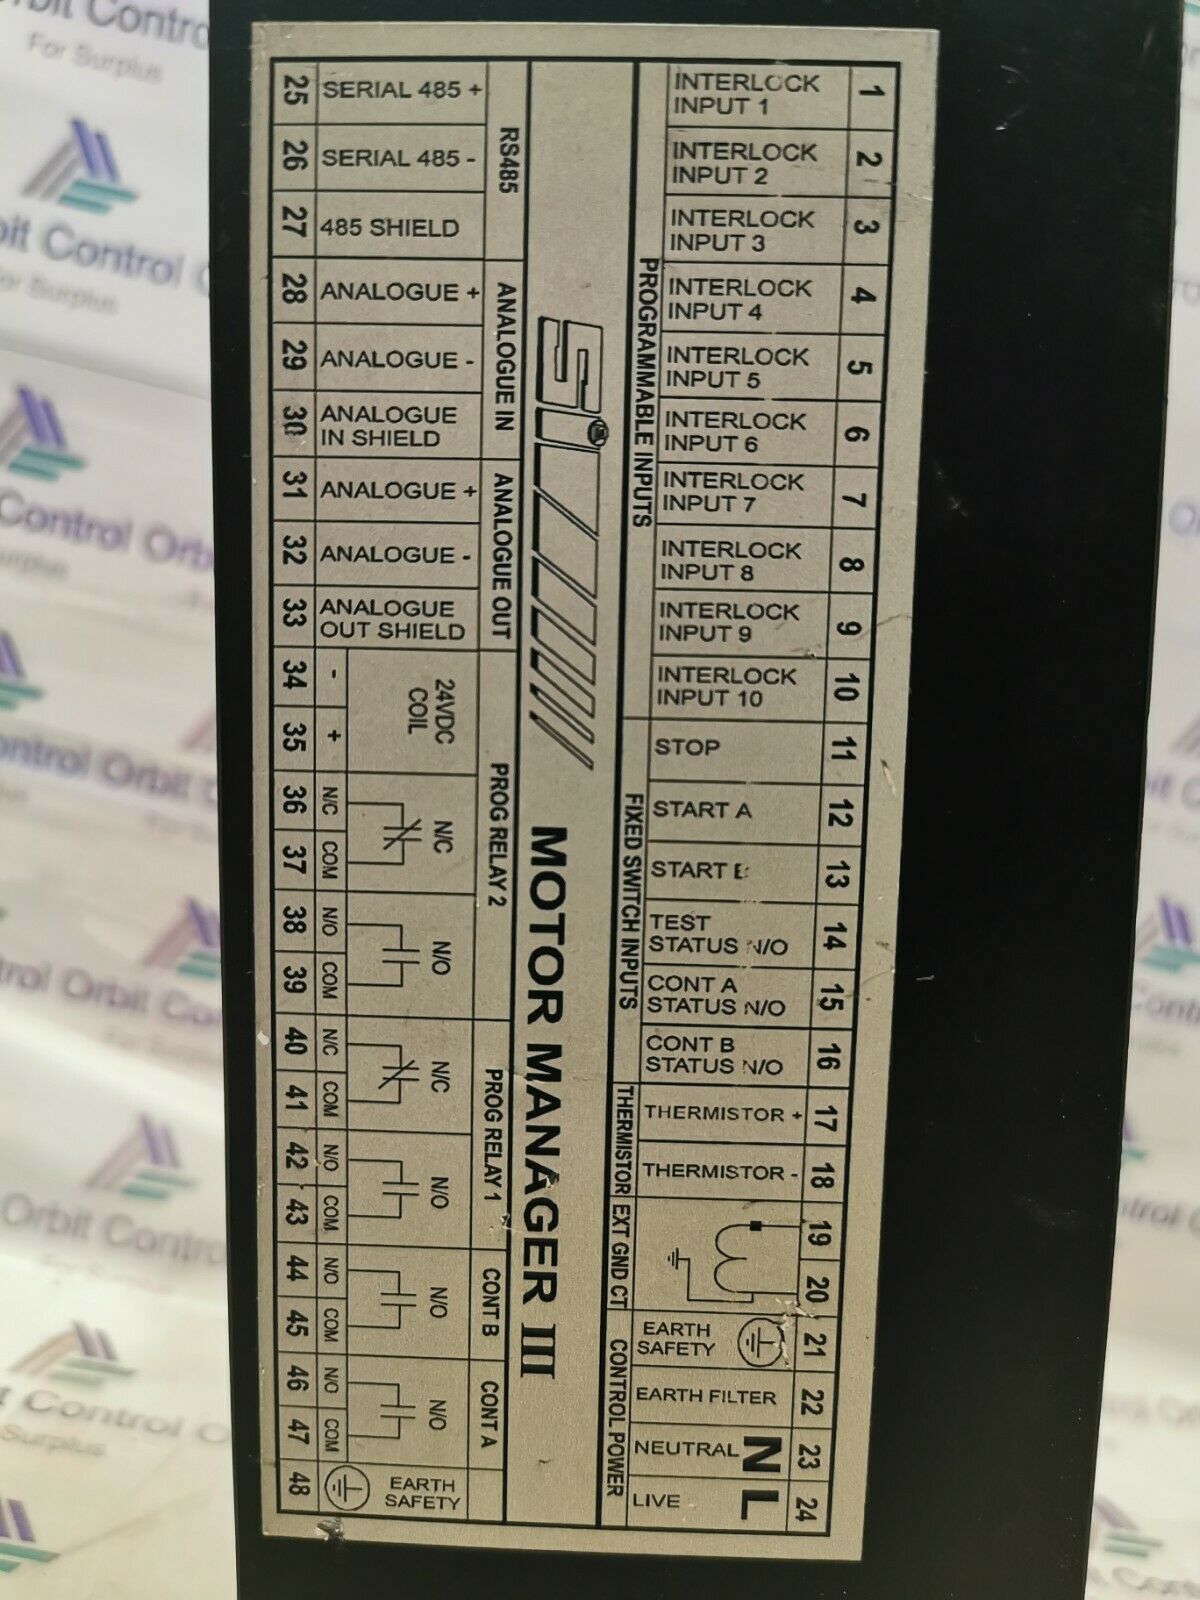 1 INTERLOCK
INPUT 1
2 INTERLOCK
INPUT 2
3 INTERLOCK
INPUT 3
4 INTERLOCK
INPUT 4
5 INTERLOCK
INPUT 5
6 INTERLOCK
INPUT 6
7 INTERLOCK
INPUT 7
8 INTERLOCK
INPUT 8
9 INTERLOCK
INPUT 9
10 INTERLOCK
INPUT 10
PROGRAMMABLE INPUTS
11 STOP
12 START A
13 START B
14 TEST
STATUS N/O
15 CONT A
STATUS N/O
16 CONT B
STATUS N/O
FIXED SWITCH INPUTS
17 THERMISTOR +
18 THERMISTOR -
THERMISTOR
19
20
EXT GND CT
21 EARTH
SAFETY
22 EARTH FILTER
23 NEUTRAL N
24 LIVE L
CONTROL POWER
Si
MOTOR MANAGER III
RS485
25 SERIAL 485 +
26 SERIAL 485 -
27 485 SHIELD
ANALOGUE IN
28 ANALOGUE +
29 ANALOGUE -
30 ANALOGUE
IN SHIELD
ANALOGUE OUT
31 ANALOGUE +
32 ANALOGUE -
33 ANALOGUE
OUT SHIELD
PROG RELAY 2
24VDC
COIL
34 -
35 +
N/C
36 N/C
37 COM
N/O
38 N/O
39 COM
PROG RELAY 1
N/C
40 N/C
41 COM
N/O
42 N/O
43 COM.
CONT B
N/O
44 N/O
45 COM
CONT A
N/O
46 N/O
47 COM
48 EARTH
SAFETY
Orbit Control
For Surplus